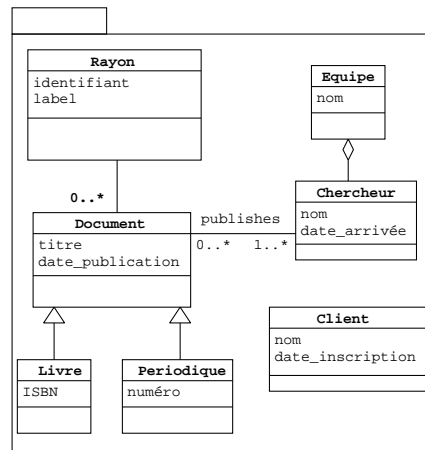 Rayon
identifiant
label
Equipe
nom
0..*
Document
titre
date_publication
publishes
0..* 1..*
Chercheur
nom
date_arrivée
Client
nom
date_inscription
Livre
ISBN
Periodique
numéro